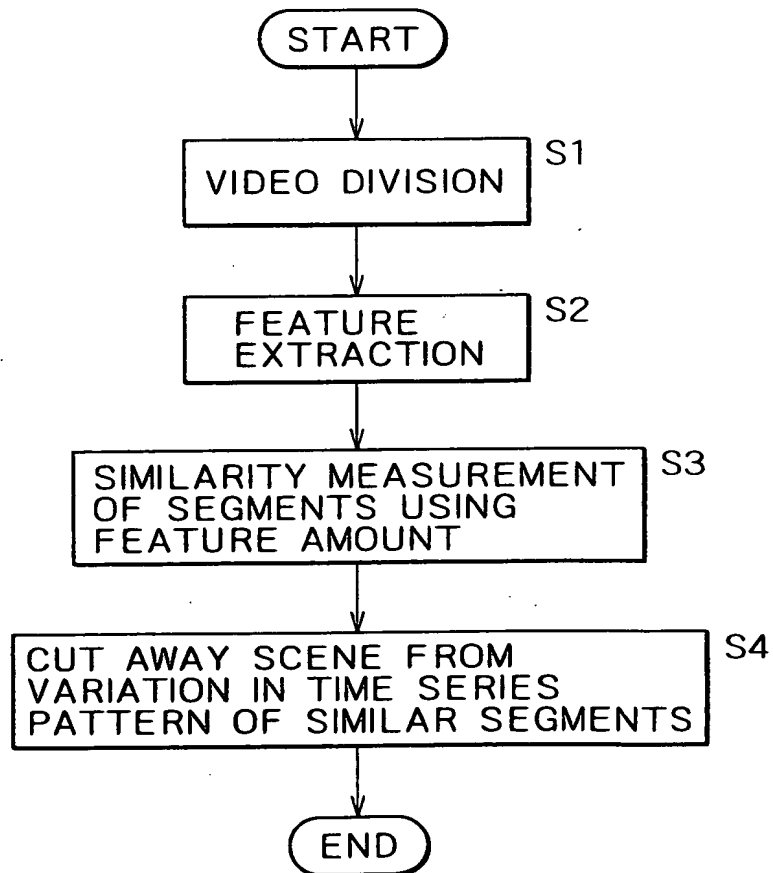 START
VIDEO DIVISION
S1
FEATURE
EXTRACTION
S2
SIMILARITY MEASUREMENT
OF SEGMENTS USING
FEATURE AMOUNT
S3
CUT AWAY SCENE FROM
VARIATION IN TIME SERIES
PATTERN OF SIMILAR SEGMENTS
S4
END